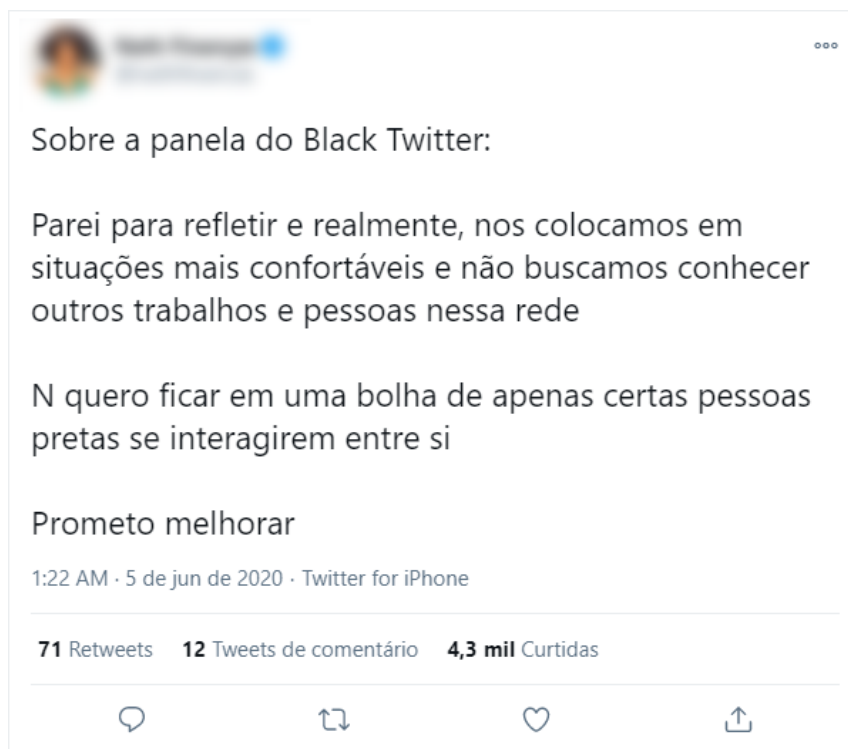 Sobre a panela do Black Twitter:
Parei para refletir e realmente, nos colocamos em
situações mais confortáveis e não buscamos conhecer
outros trabalhos e pessoas nessa rede
N quero ficar em uma bolha de apenas certas pessoas
pretas se interagirem entre si
Prometo melhorar
1:22 AM · 5 de jun de 2020 · Twitter for iPhone
71 Retweets 12 Tweets de comentário 4,3 mil Curtidas